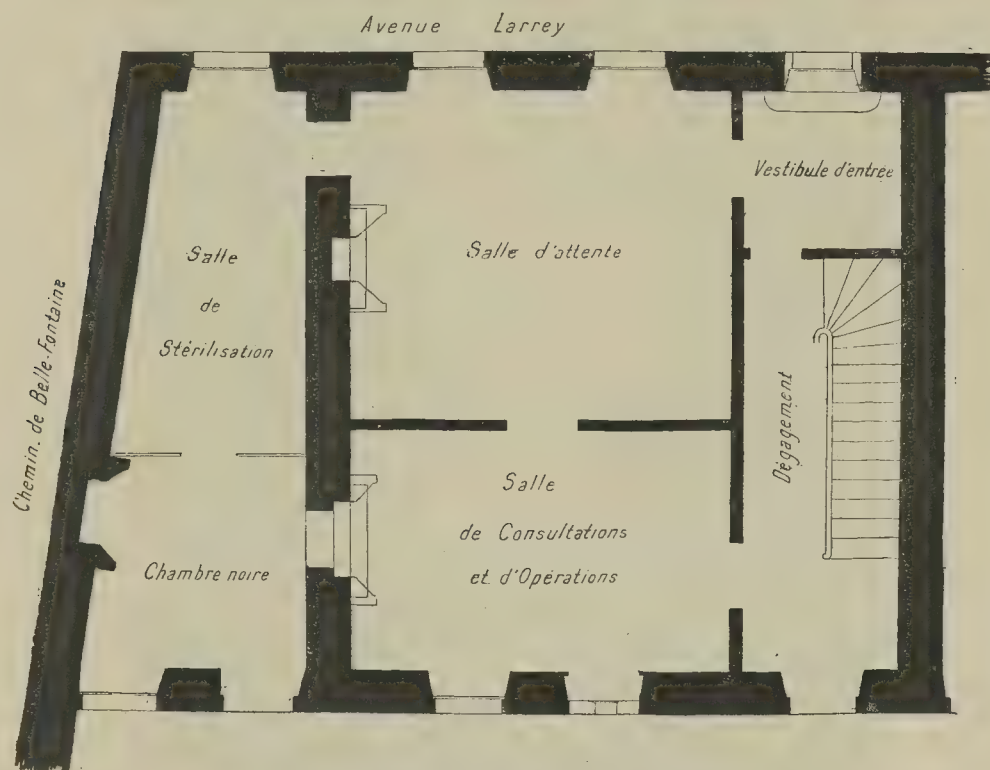 Avenue Larrey
Vestibule d'entrée
Salle
de
Stérilisation
Salle d'attente
Chemin. de Belle-Fontaine
Dégagement
Salle
de Consultations
et d'Opérations
Chambre noire